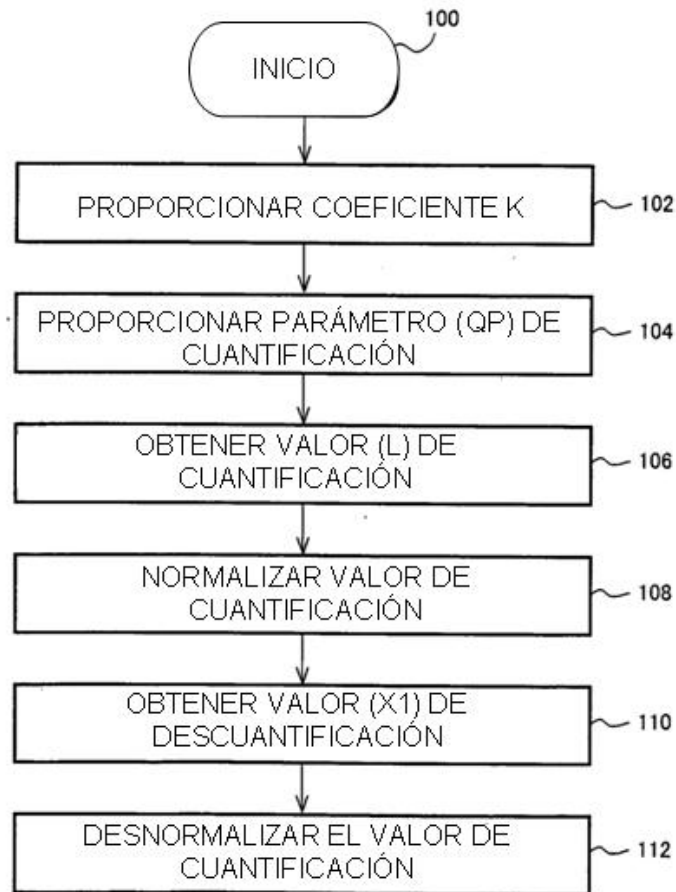 100
INICIO
PROPORCIONAR COEFICIENTE K
102
PROPORCIONAR PARÁMETRO (QP) DE
CUANTIFICACIÓN
104
OBTENER VALOR (L) DE
CUANTIFICACIÓN
106
NORMALIZAR VALOR DE
CUANTIFICACIÓN
108
OBTENER VALOR (X1) DE
DESCUANTIFICACIÓN
110
DESNORMALIZAR EL VALOR DE
CUANTIFICACIÓN
112